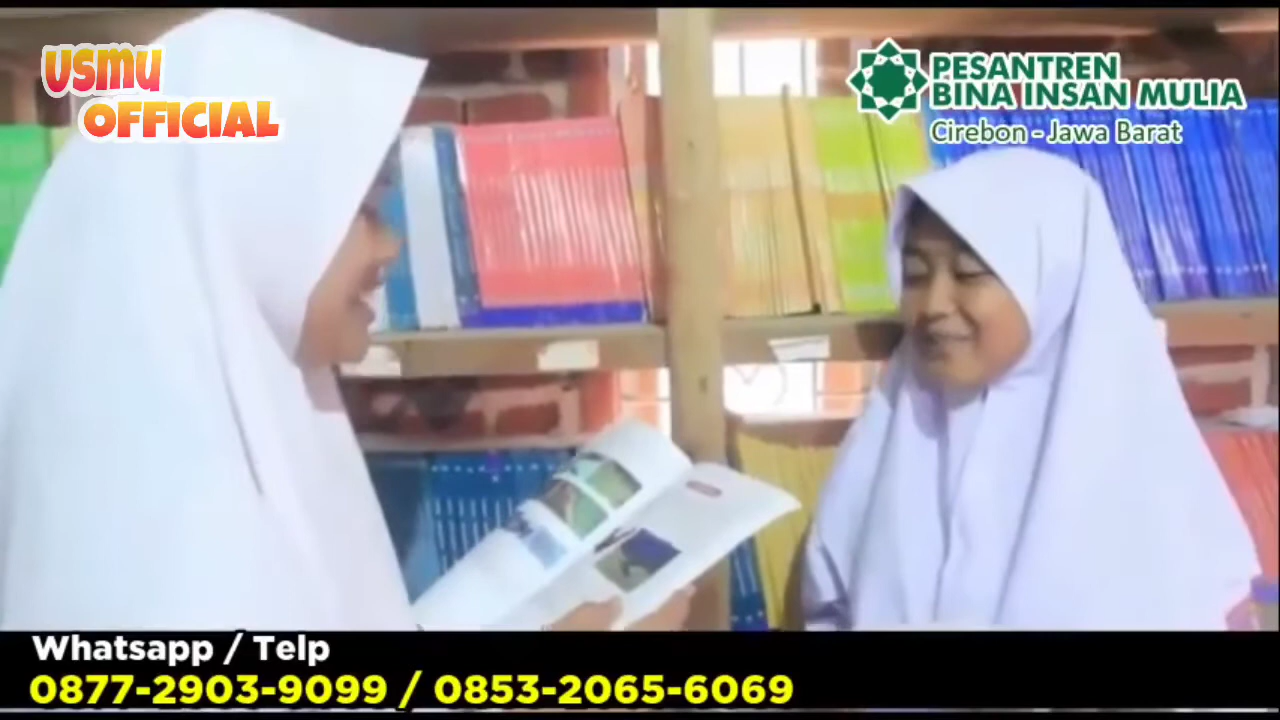 USMU
OFFICIAL
PESANTREN
BINA INSAN MULIA
Cirebon - Jawa Barat
Whatsapp / Telp
0877-2903-9099 / 0853-2065-6069